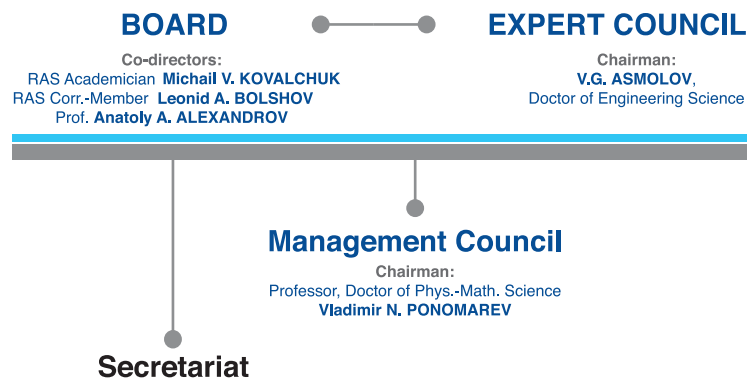 BOARD
Co-directors:
RAS Academician Michail V. KOVALCHUK
RAS Corr.-Member Leonid A. BOLSHOV
Prof. Anatoly A. ALEXANDROV
EXPERT COUNCIL
Chairman:
V.G. ASMOLOV,
Doctor of Engineering Science
Management Council
Chairman:
Professor, Doctor of Phys.-Math. Science
Vladimir N. PONOMAREV
Secretariat